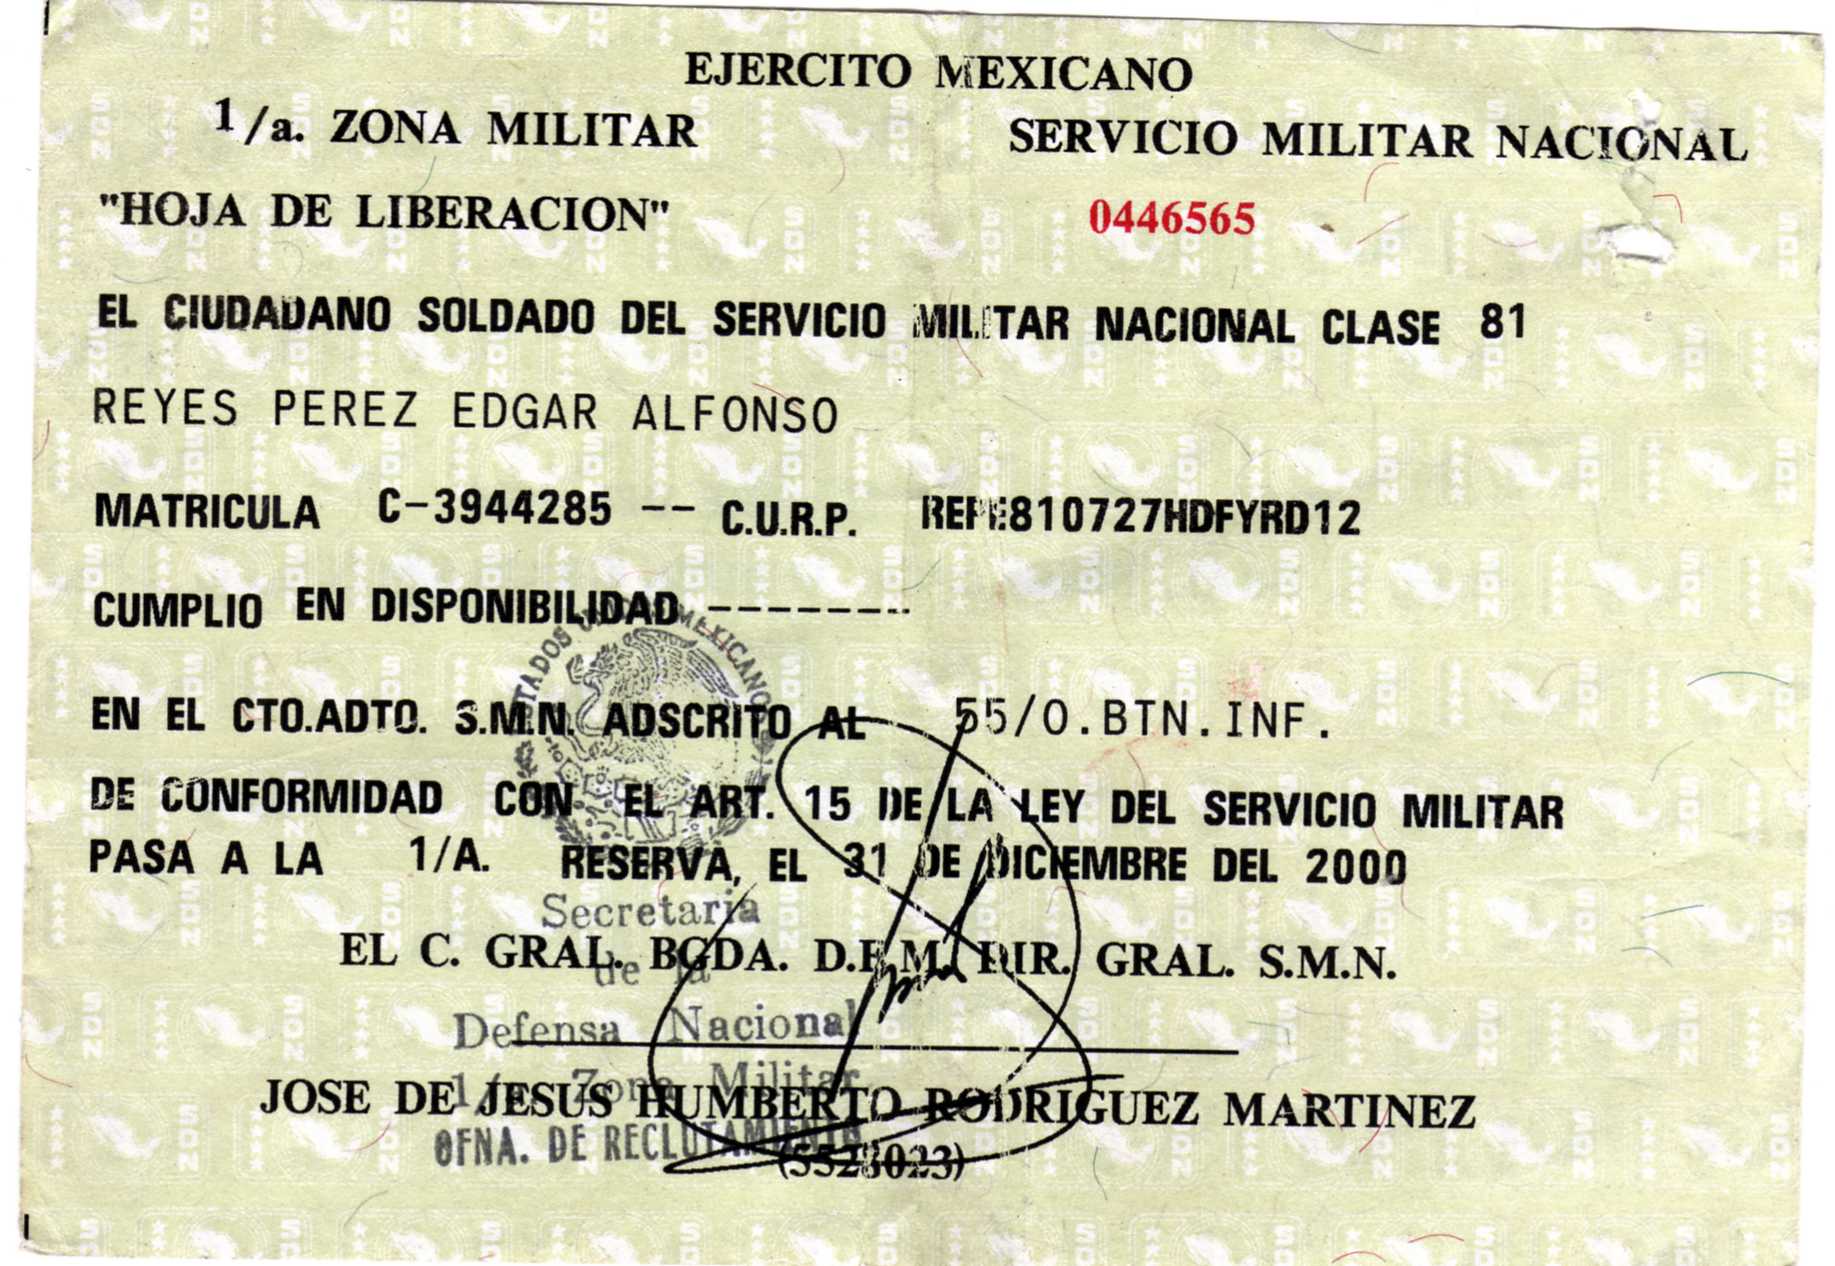 EJERCITO MEXICANO
1/a. ZONA MILITAR SERVICIO MILITAR NACIONAL
"HOJA DE LIBERACION" 0446565
EL CIUDADANO SOLDADO DEL SERVICIO MILITAR NACIONAL CLASE 81
REYES PEREZ EDGAR ALFONSO
MATRICULA C-3944285 -- C.U.R.P. REPE810727HDFYRD12
CUMPLIO EN DISPONIBILIDAD --------
ESTADOS UNIDOS MEXICANOS
EN EL CTO.ADTO. S.M.N. ADSCRITO AL 55/O.BTN.INF.
DE CONFORMIDAD CON EL ART. 15 DE LA LEY DEL SERVICIO MILITAR
PASA A LA 1/A. RESERVA, EL 31 DE DICIEMBRE DEL 2000
Secretaria
EL C. GRAL. BGDA. D.E.M. DIR. GRAL. S.M.N.
de la
Defensa Nacional
1/a Zona Militar
JOSE DE JESUS HUMBERTO RODRIGUEZ MARTINEZ
OFNA. DE RECLUTAMIENTO
(5523023)